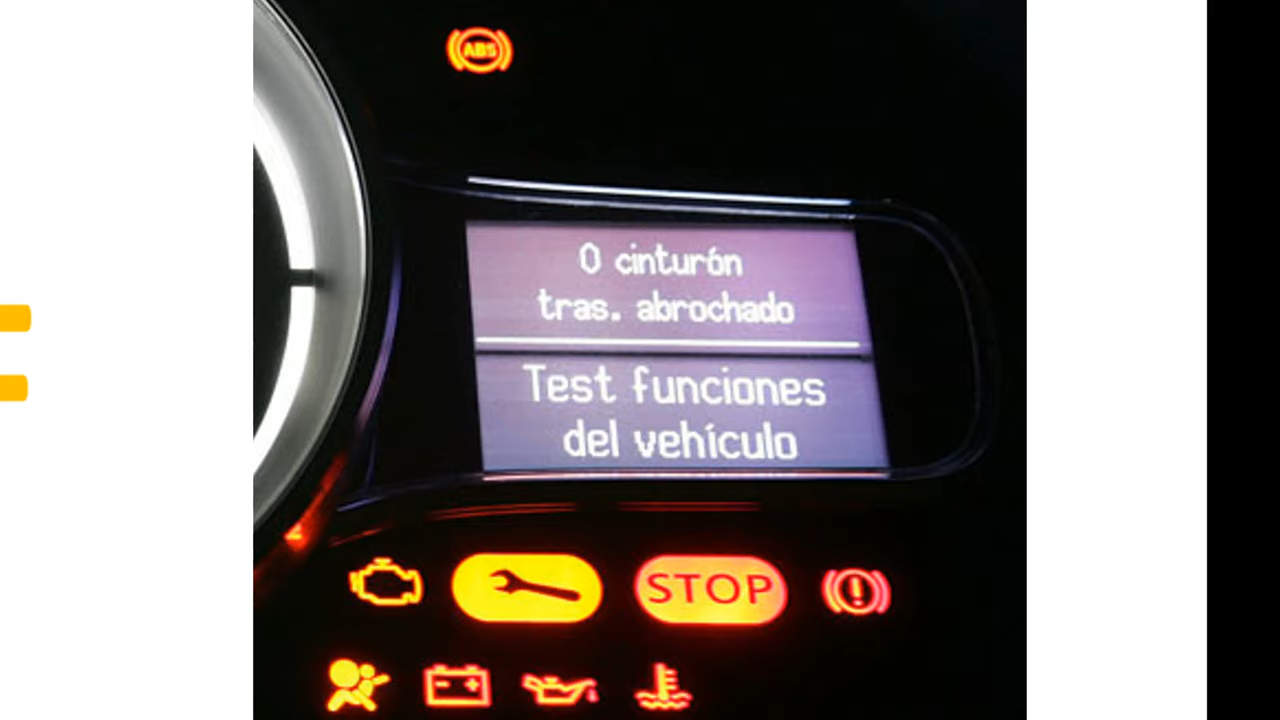 ABS
0 cinturón
tras. abrochado
Test funciones
del vehículo
STOP